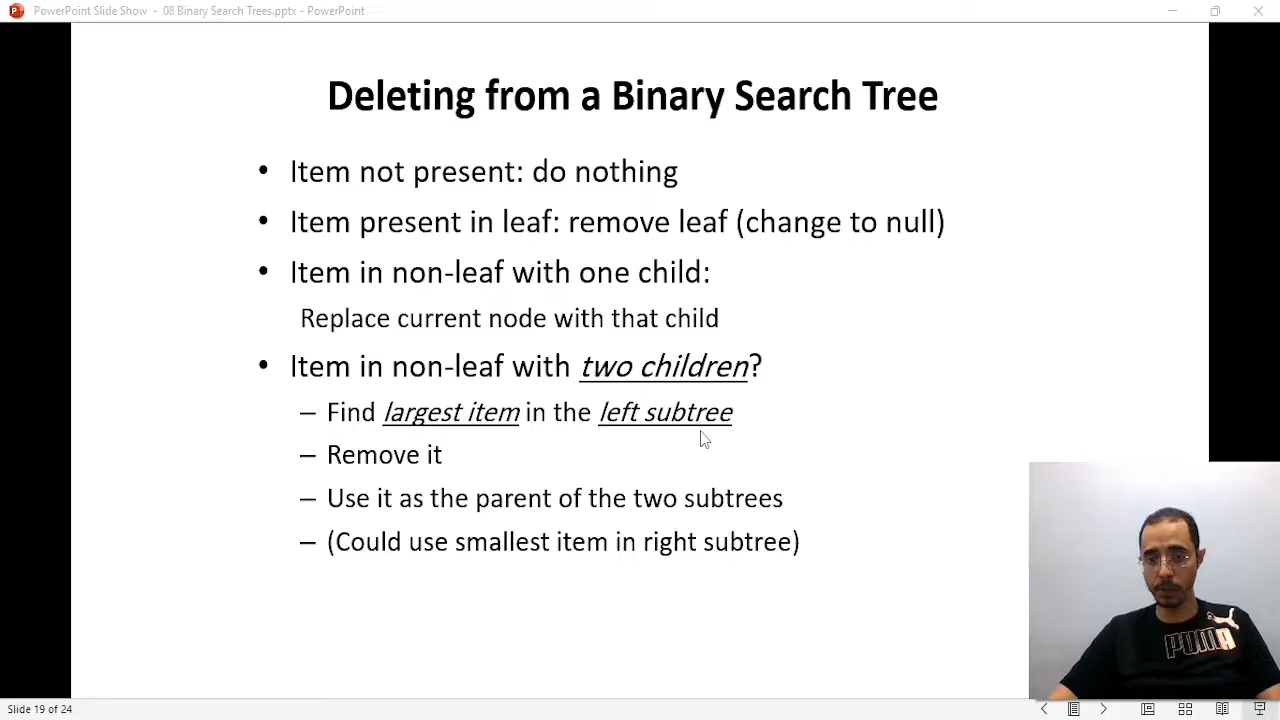 PowerPoint Slide Show - 08 Binary Search Trees.pptx - PowerPoint
Deleting from a Binary Search Tree
• Item not present: do nothing
• Item present in leaf: remove leaf (change to null)
• Item in non-leaf with one child:
Replace current node with that child
• Item in non-leaf with two children?
– Find largest item in the left subtree
– Remove it
– Use it as the parent of the two subtrees
– (Could use smallest item in right subtree)
PUMA
Slide 19 of 24